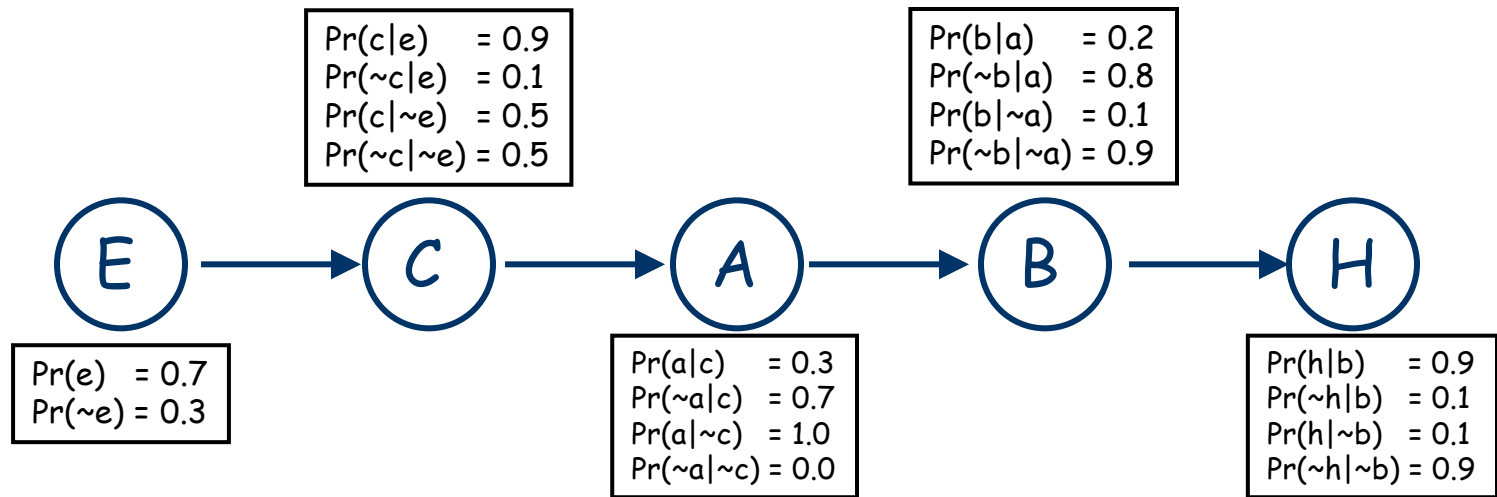 Pr(c|e) = 0.9
Pr(~c|e) = 0.1
Pr(c|~e) = 0.5
Pr(~c|~e) = 0.5
Pr(b|a) = 0.2
Pr(~b|a) = 0.8
Pr(b|~a) = 0.1
Pr(~b|~a) = 0.9
E
C
A
B
H
Pr(e) = 0.7
Pr(~e) = 0.3
Pr(a|c) = 0.3
Pr(~a|c) = 0.7
Pr(a|~c) = 1.0
Pr(~a|~c) = 0.0
Pr(h|b) = 0.9
Pr(~h|b) = 0.1
Pr(h|~b) = 0.1
Pr(~h|~b) = 0.9